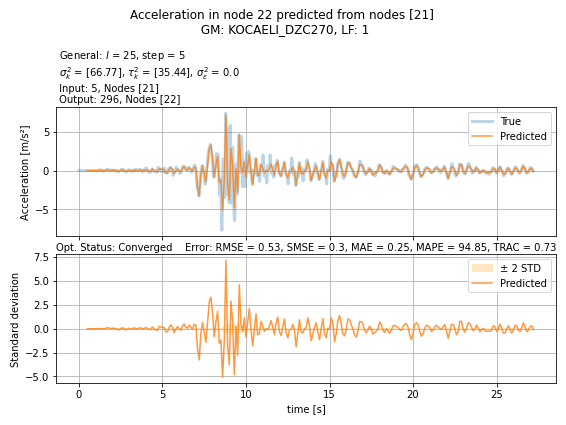 Acceleration in node 22 predicted from nodes [21]
GM: KOCAELI_DZC270, LF: 1
General: l = 25, step = 5
σ_k² = [66.77], τ_k² = [35.44], σ_ε² = 0.0
Input: 5, Nodes [21]
Output: 296, Nodes [22]
Acceleration [m/s²]
5
0
−5
True
Predicted
Opt. Status: Converged
Error: RMSE = 0.53, SMSE = 0.3, MAE = 0.25, MAPE = 94.85, TRAC = 0.73
Standard deviation
7.5
5.0
2.5
0.0
−2.5
−5.0
± 2 STD
Predicted
0 5 10 15 20 25
time [s]